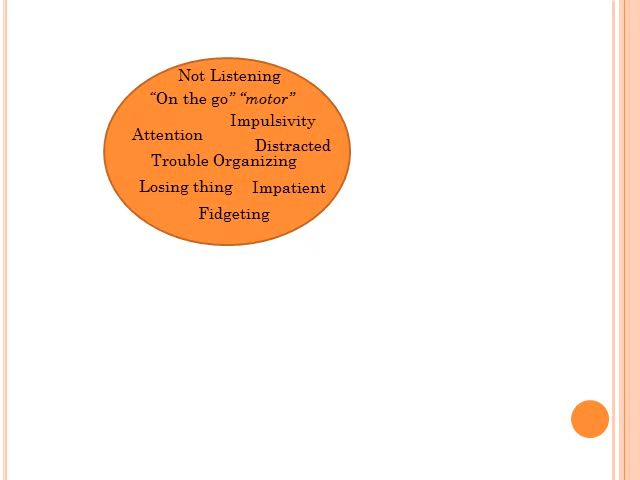 Not Listening
“On the go” “motor”
Impulsivity
Attention
Distracted
Trouble Organizing
Losing thing
Impatient
Fidgeting